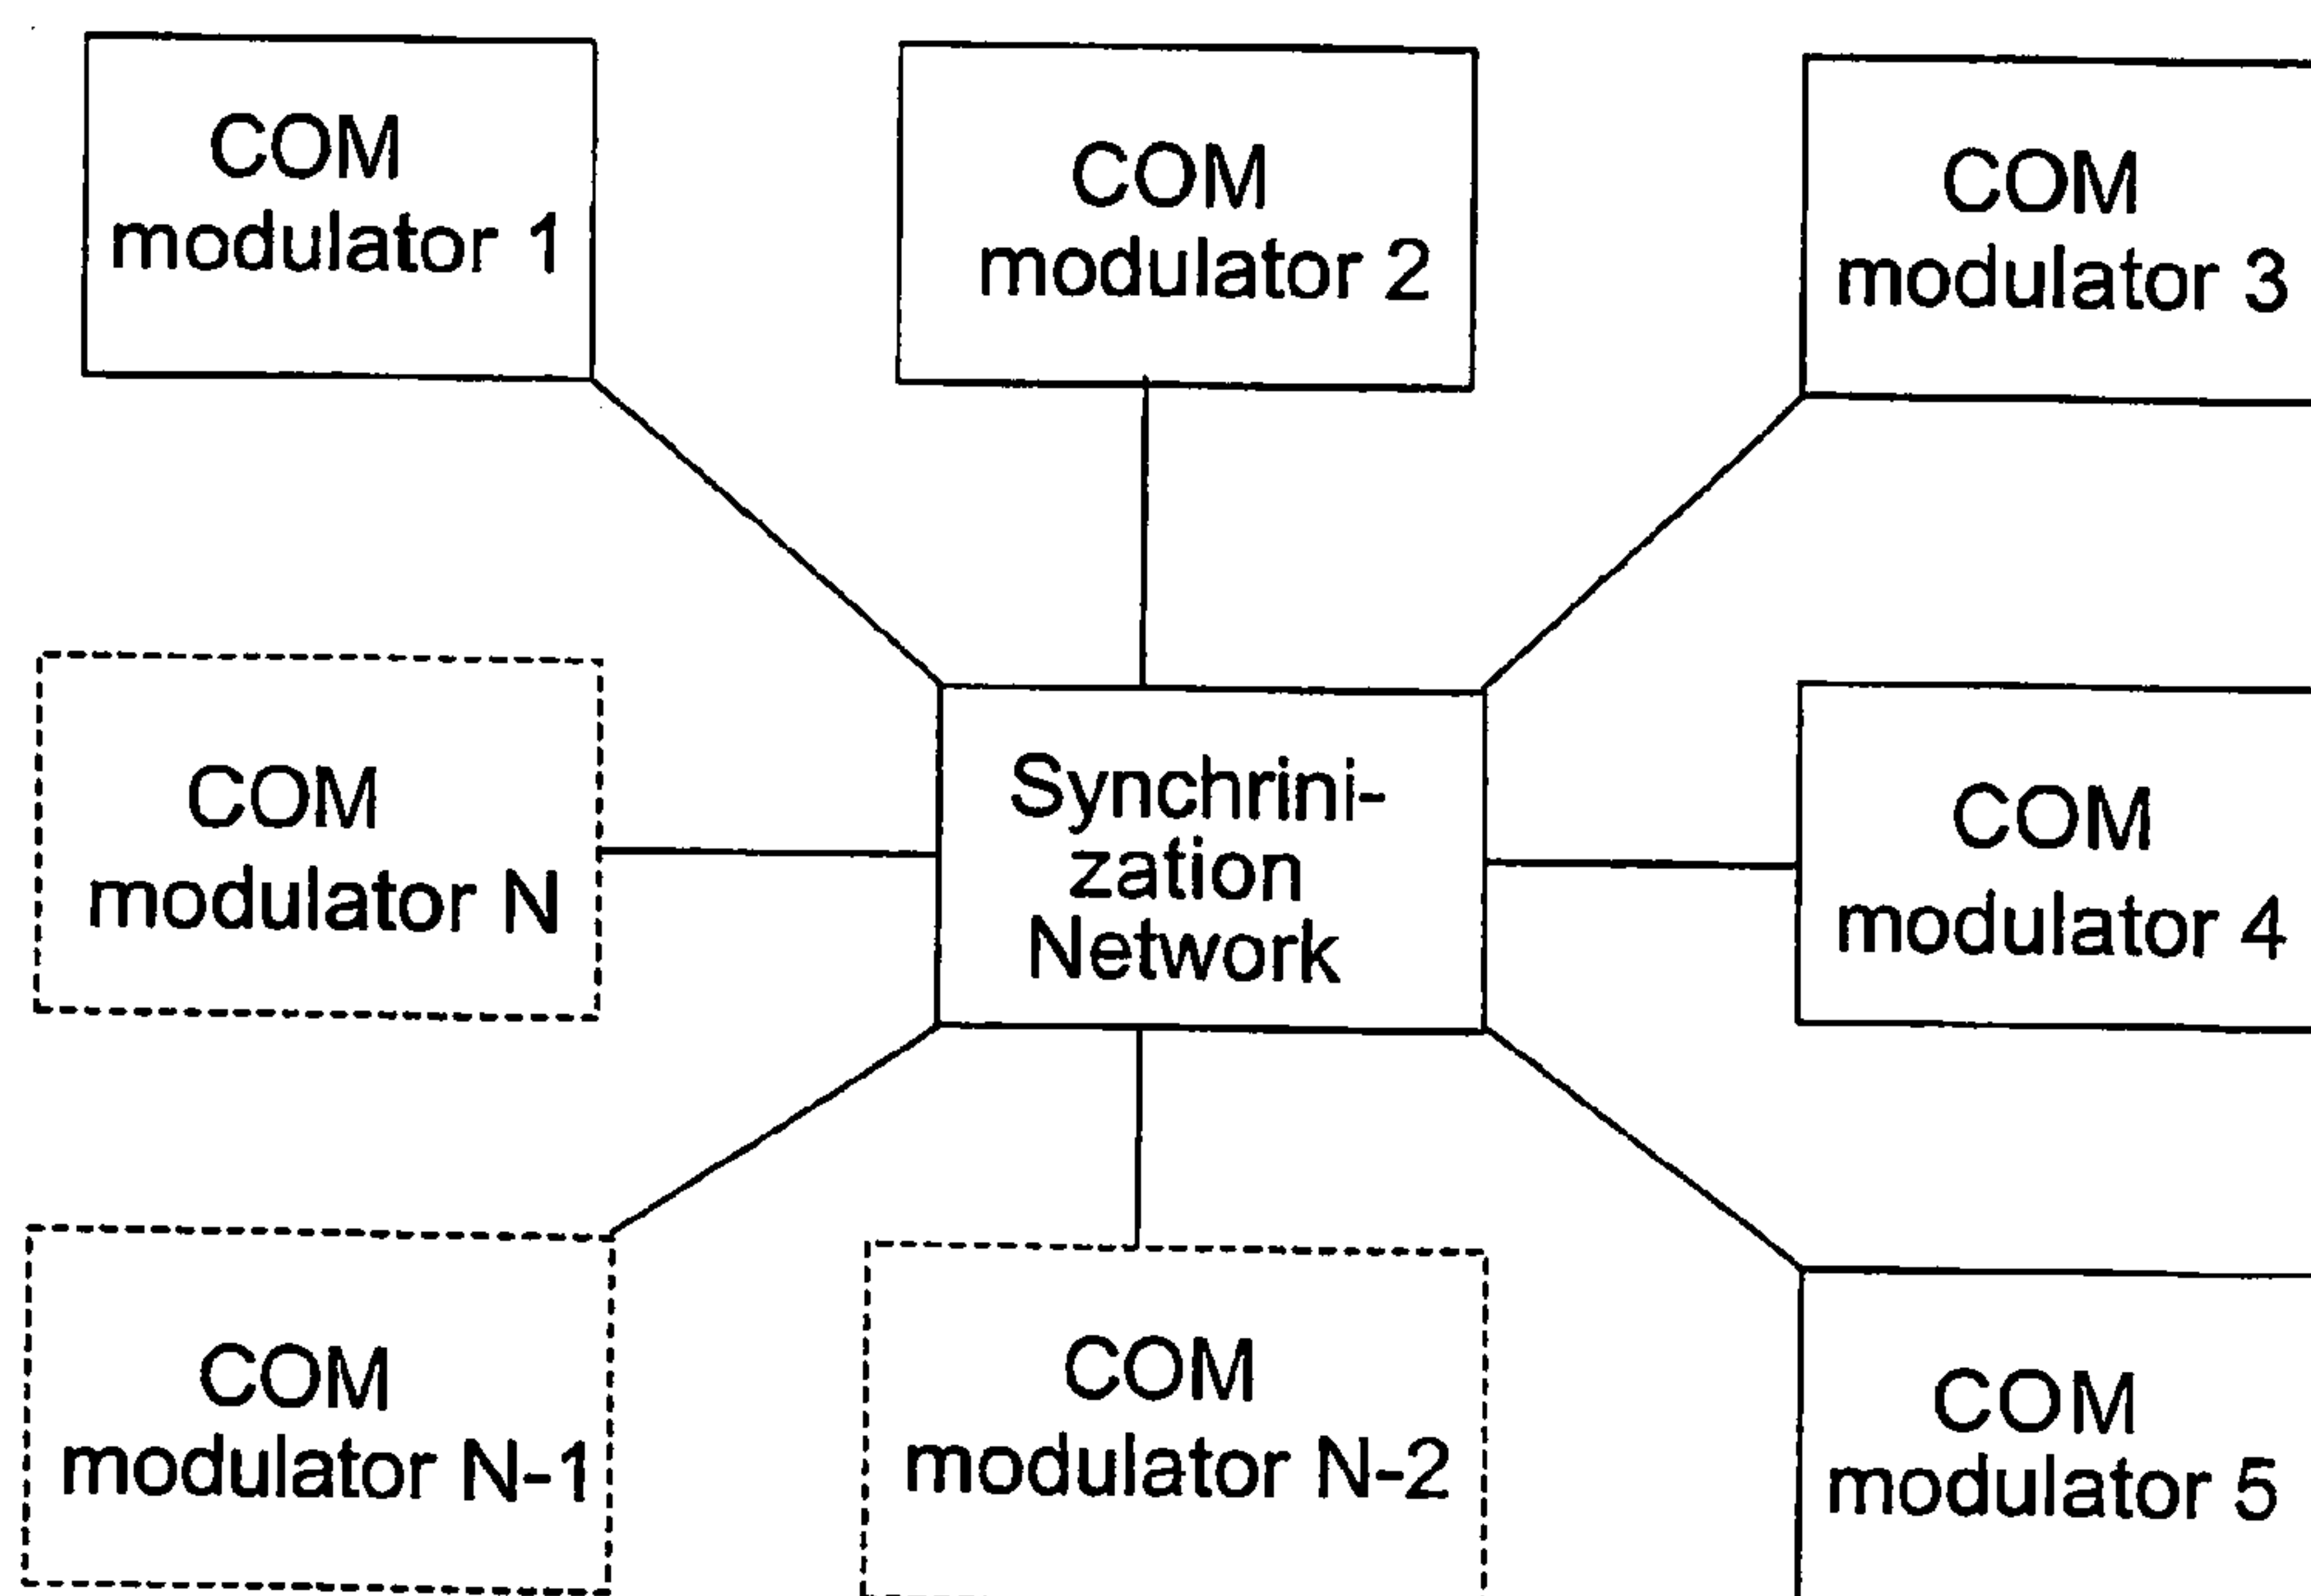 COM
modulator 1
COM
modulator 2
COM
modulator 3
COM
modulator N
Synchrini-
zation
Network
COM
modulator 4
COM
modulator N-1
COM
modulator N-2
COM
modulator 5